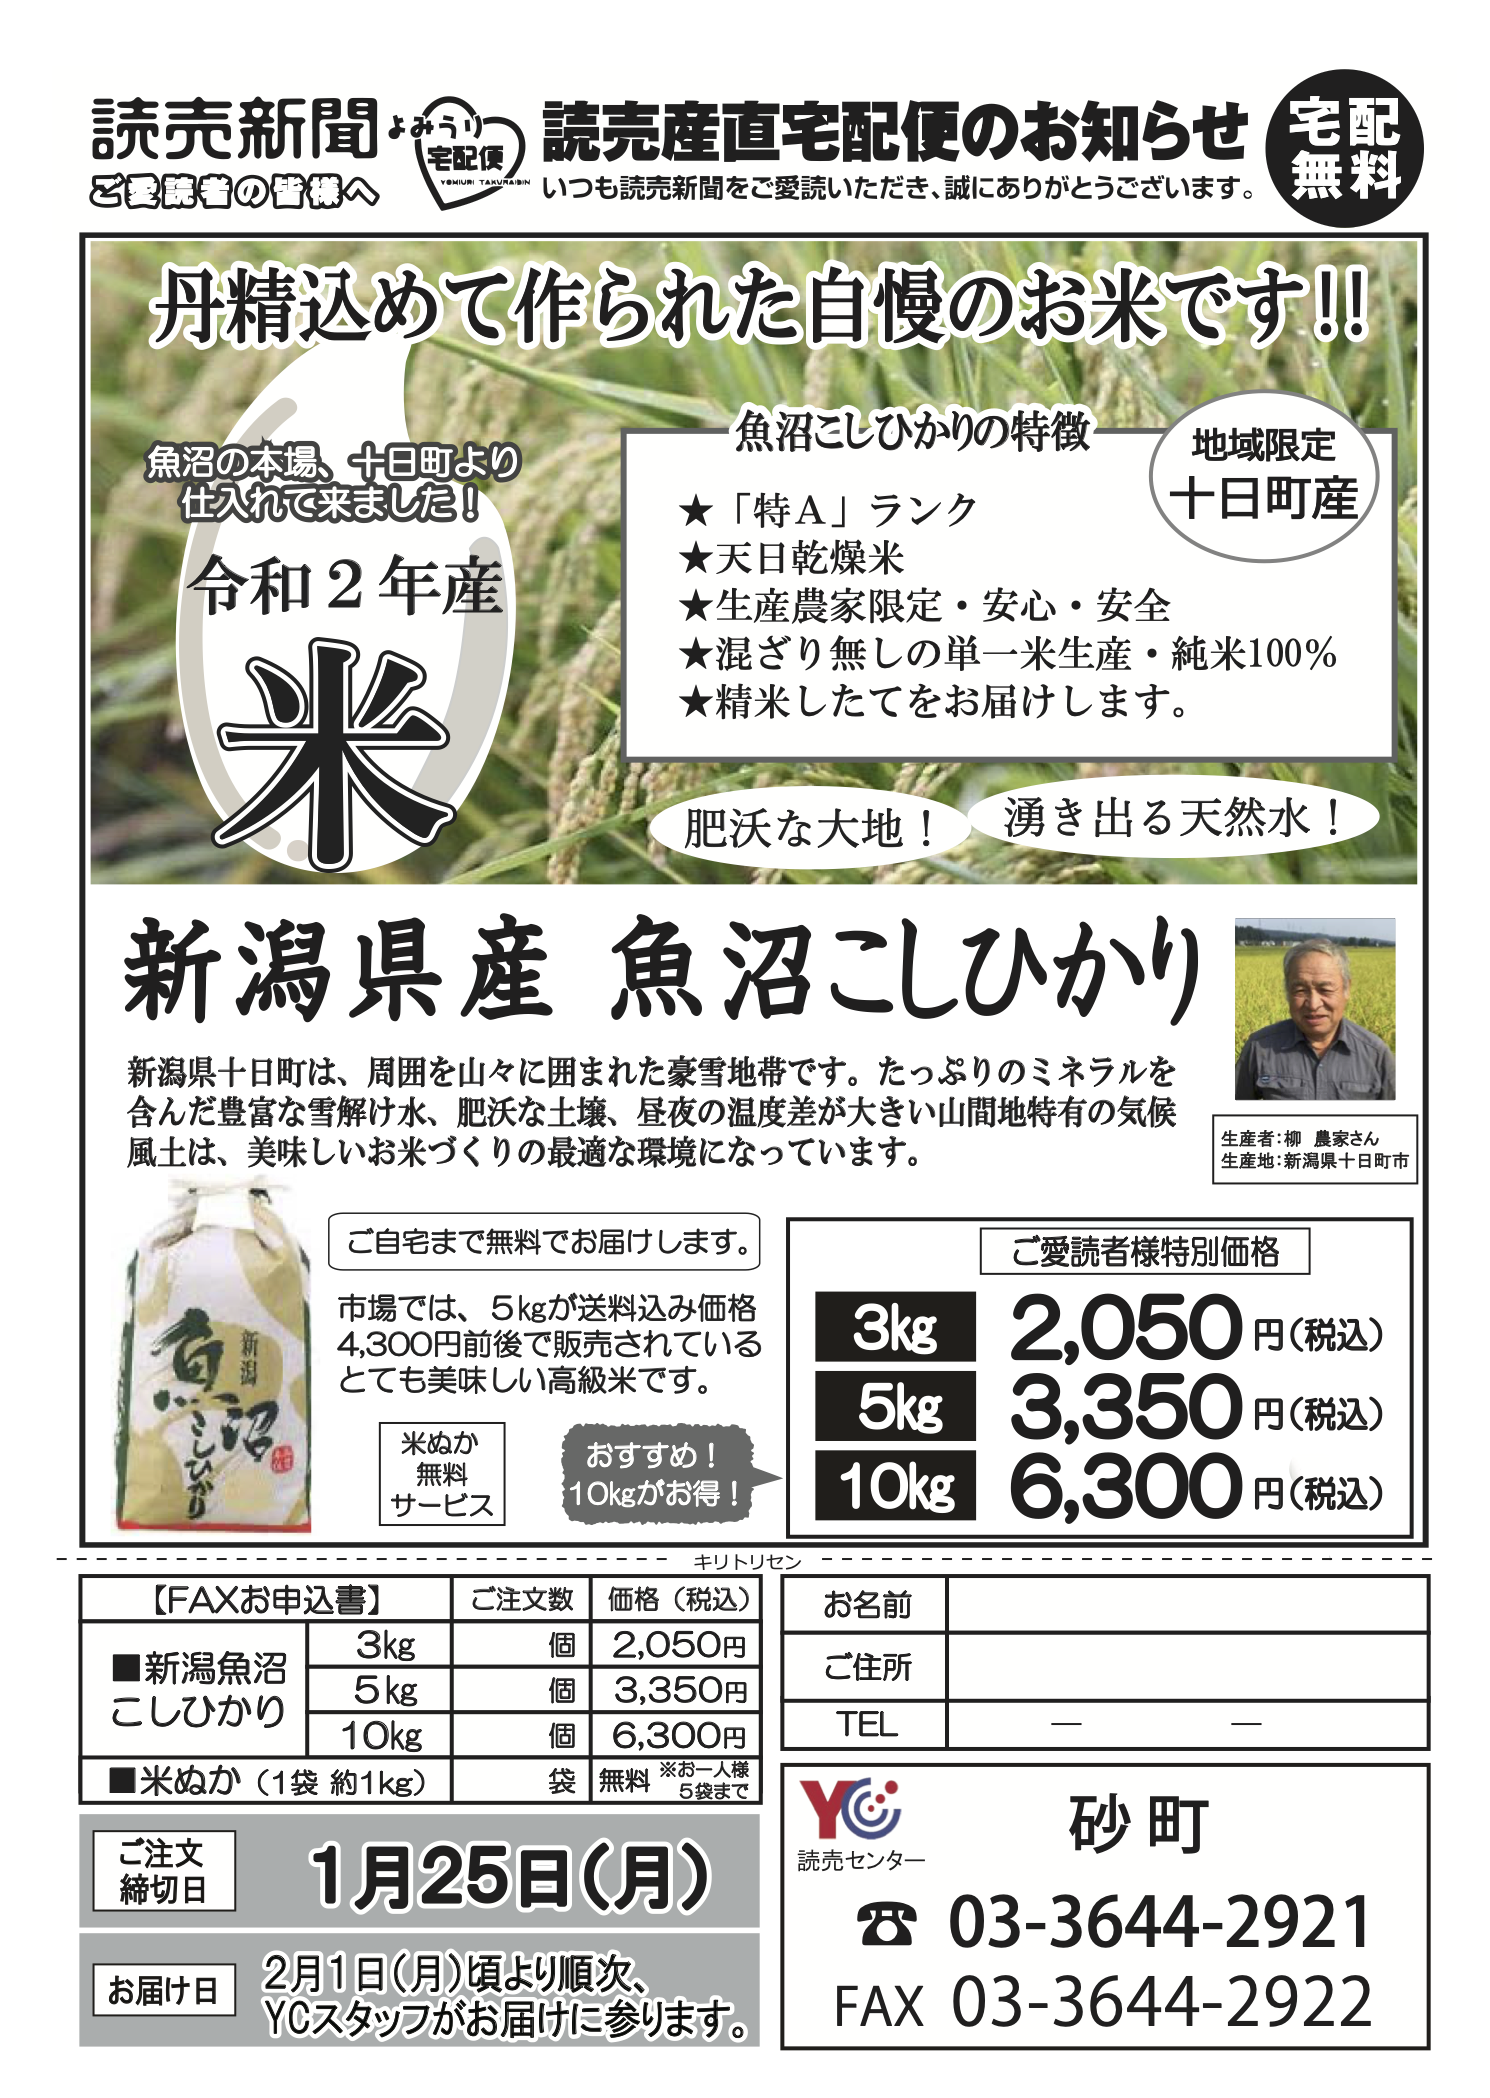 読売新聞
ご愛読者の皆様へ
よみうり
宅配便
YOMIURI TAKUHAIBIN
読売産直宅配便のお知らせ
いつも読売新聞をご愛読いただき、誠にありがとうございます。
宅配
無料
丹精込めて作られた自慢のお米です!!
魚沼の本場、十日町より
仕入れて来ました！
令和２年産
米
魚沼こしひかりの特徴
地域限定
十日町産
★「特Ａ」ランク
★天日乾燥米
★生産農家限定・安心・安全
★混ざり無しの単一米生産・純米100％
★精米したてをお届けします。
肥沃な大地！
湧き出る天然水！
新潟県産 魚沼こしひかり
新潟県十日町は、周囲を山々に囲まれた豪雪地帯です。たっぷりのミネラルを
含んだ豊富な雪解け水、肥沃な土壌、昼夜の温度差が大きい山間地特有の気候
風土は、美味しいお米づくりの最適な環境になっています。
生産者：柳　農家さん
生産地：新潟県十日町市
新潟
魚沼
こしひかり
ご自宅まで無料でお届けします。
市場では、５kgが送料込み価格
4,300円前後で販売されている
とても美味しい高級米です。
米ぬか
無料
サービス
おすすめ！
10kgがお得！
ご愛読者様特別価格
3kg 2,050円（税込）
5kg 3,350円（税込）
10kg 6,300円（税込）
キリトリセン
【FAXお申込書】 ご注文数 価格（税込）
■新潟魚沼
こしひかり
3kg 個 2,050円
5kg 個 3,350円
10kg 個 6,300円
■米ぬか（1袋 約1kg） 袋 無料 ※お一人様
5袋まで
お名前
ご住所
TEL — —
ご注文
締切日
1月25日（月）
お届け日
2月1日（月）頃より順次、
YCスタッフがお届けに参ります。
YC
読売センター
砂町
☎ 03-3644-2921
FAX 03-3644-2922